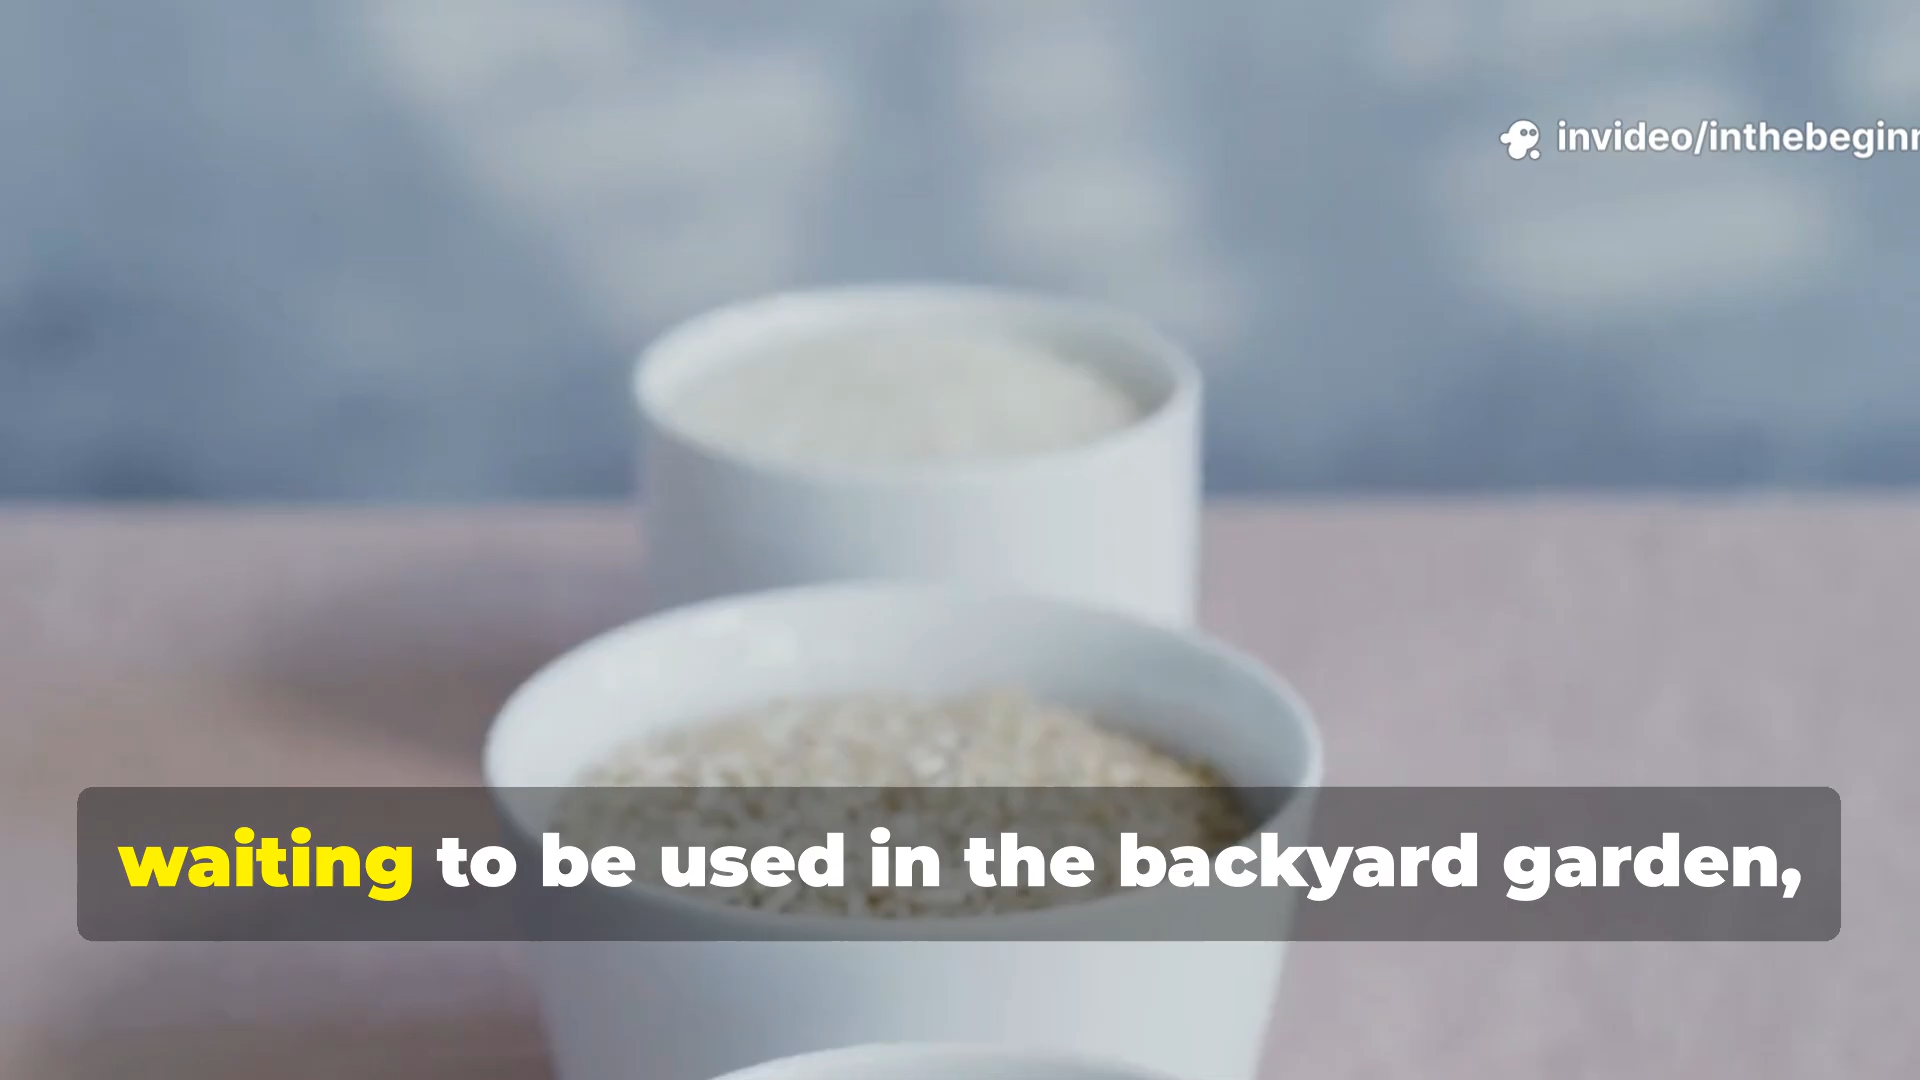 invideo/inthebeginn
waiting to be used in the backyard garden,